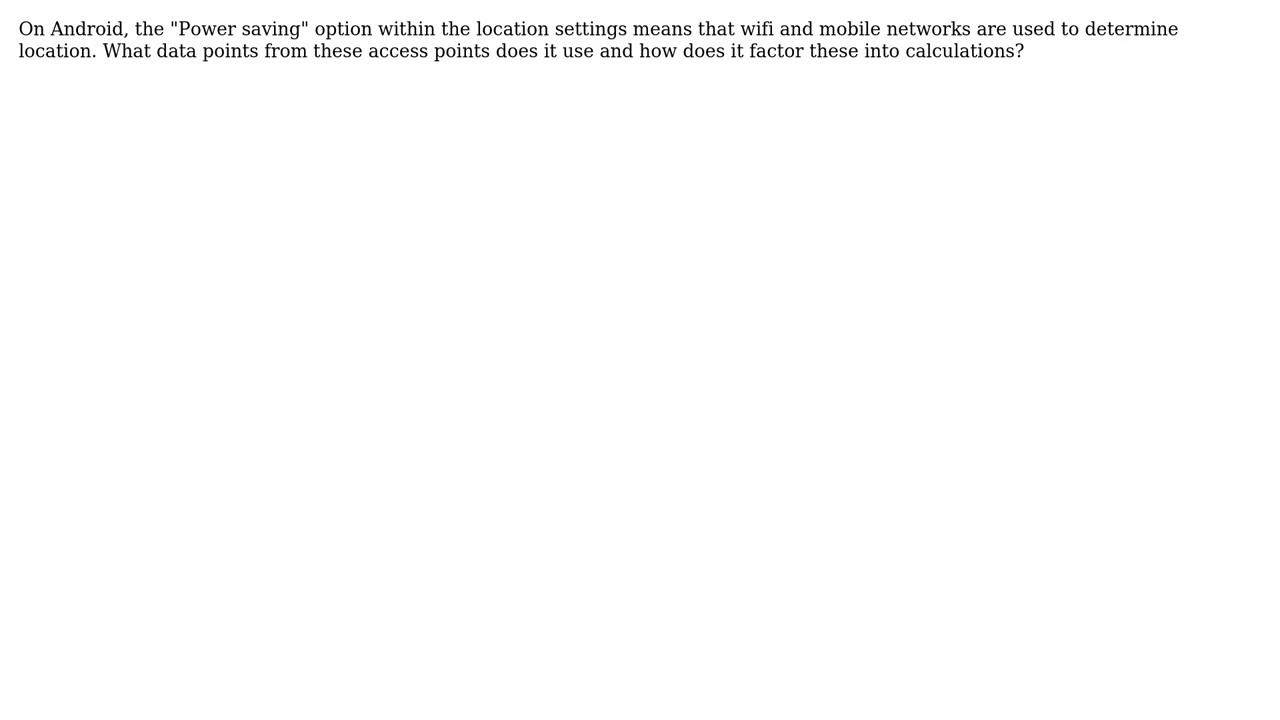 On Android, the "Power saving" option within the location settings means that wifi and mobile networks are used to determine
location. What data points from these access points does it use and how does it factor these into calculations?